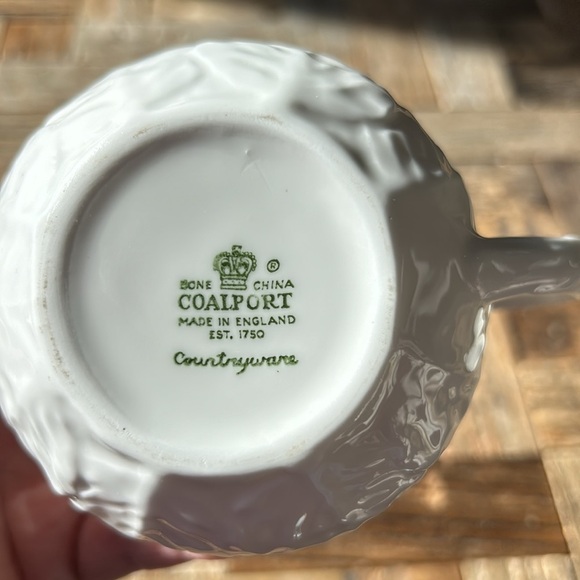 ®
BONE CHINA
COALPORT
MADE IN ENGLAND
EST. 1750
Countryware